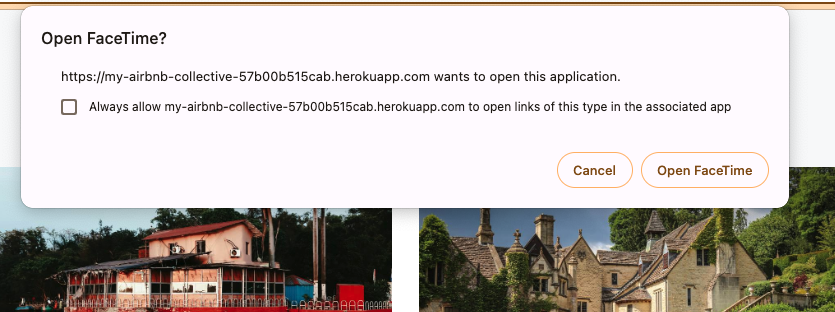 Open FaceTime?
https://my-airbnb-collective-57b00b515cab.herokuapp.com wants to open this application.
Always allow my-airbnb-collective-57b00b515cab.herokuapp.com to open links of this type in the associated app
Cancel
Open FaceTime